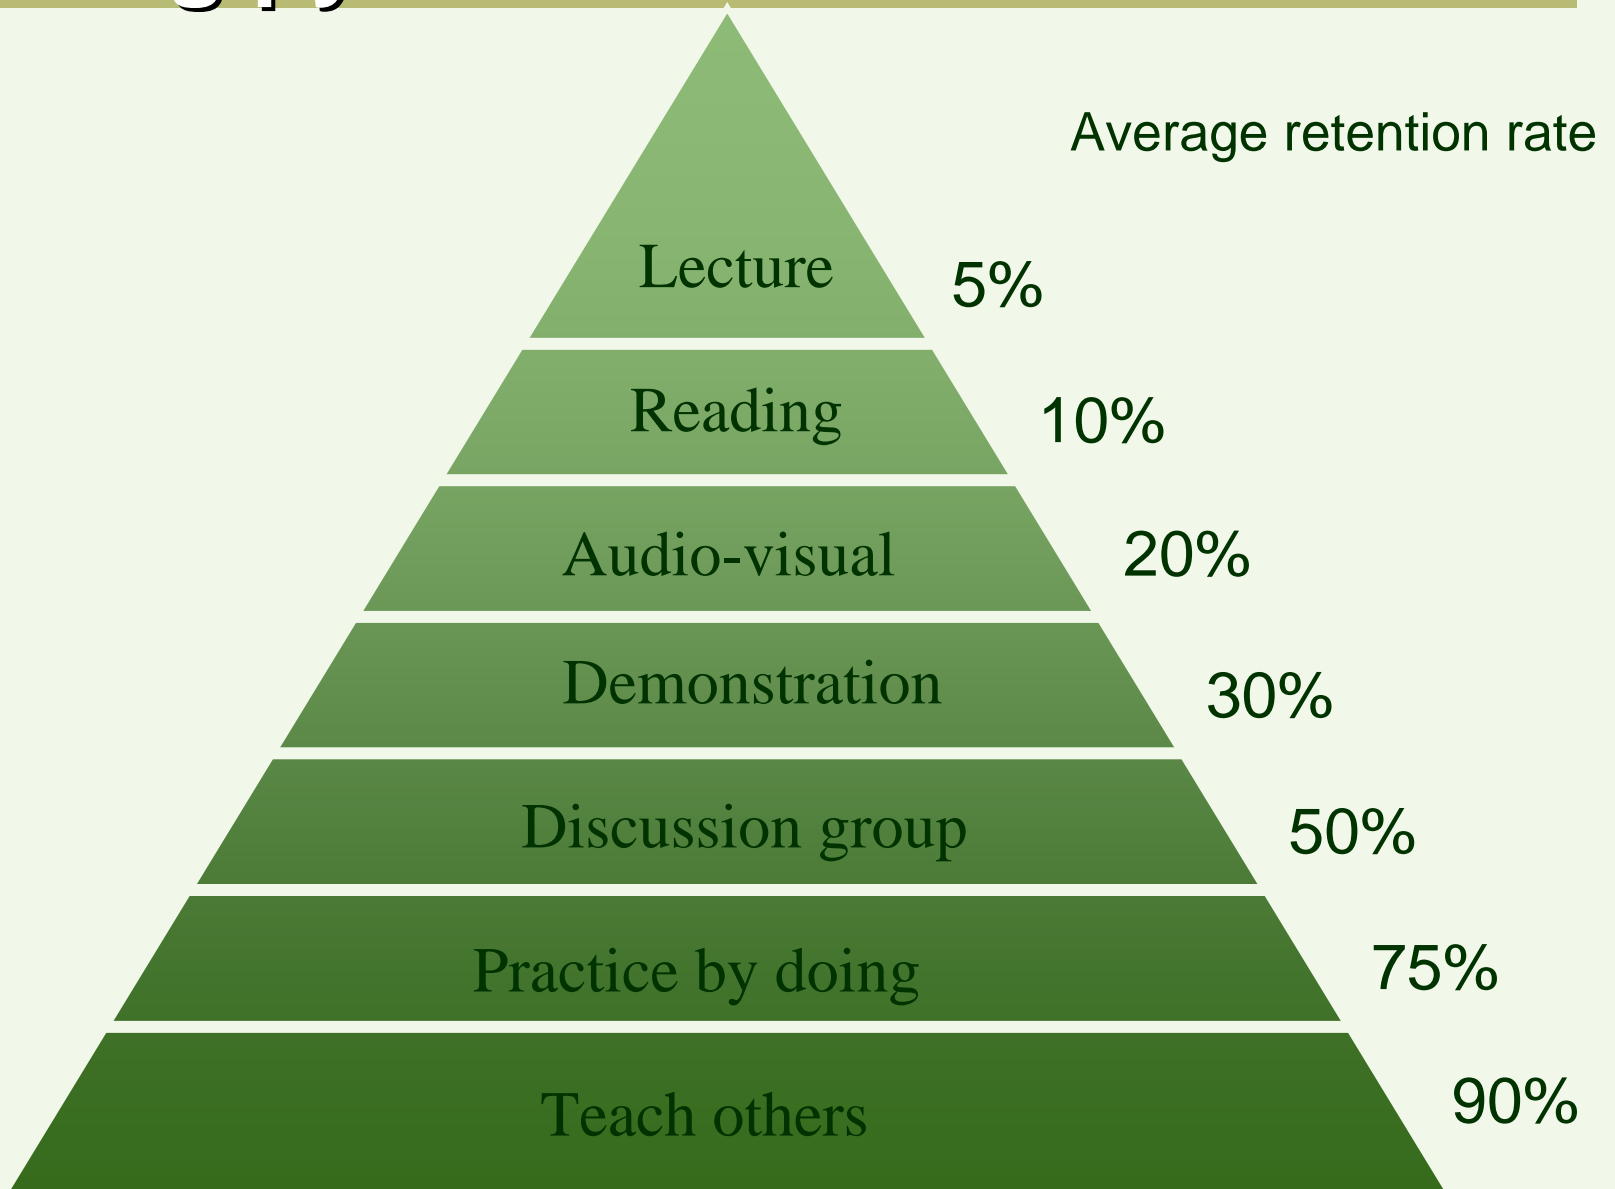 Average retention rate
Lecture 5%
Reading 10%
Audio-visual 20%
Demonstration 30%
Discussion group 50%
Practice by doing 75%
Teach others 90%